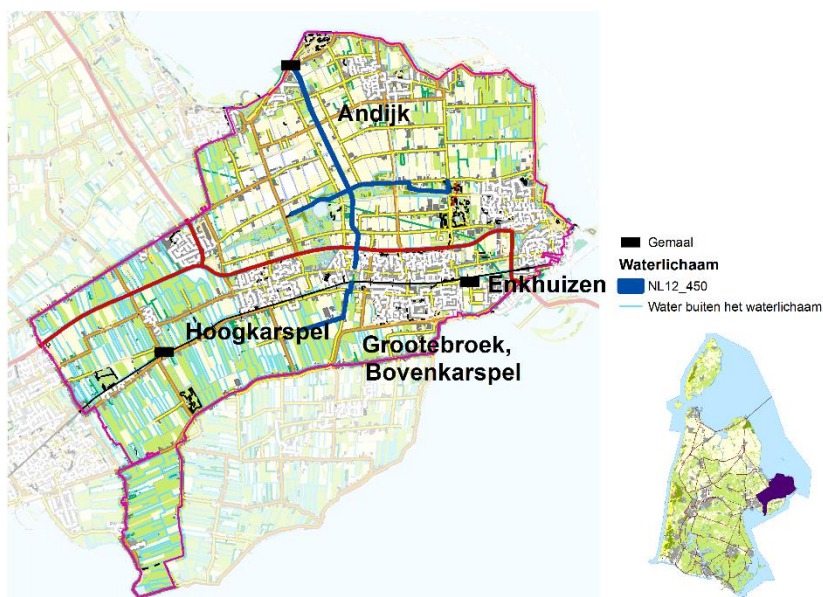 Andijk
Enkhuizen
Hoogkarspel
Grootebroek,
Bovenkarspel
Gemaal
Waterlichaam
NL12_450
Water buiten het waterlichaam